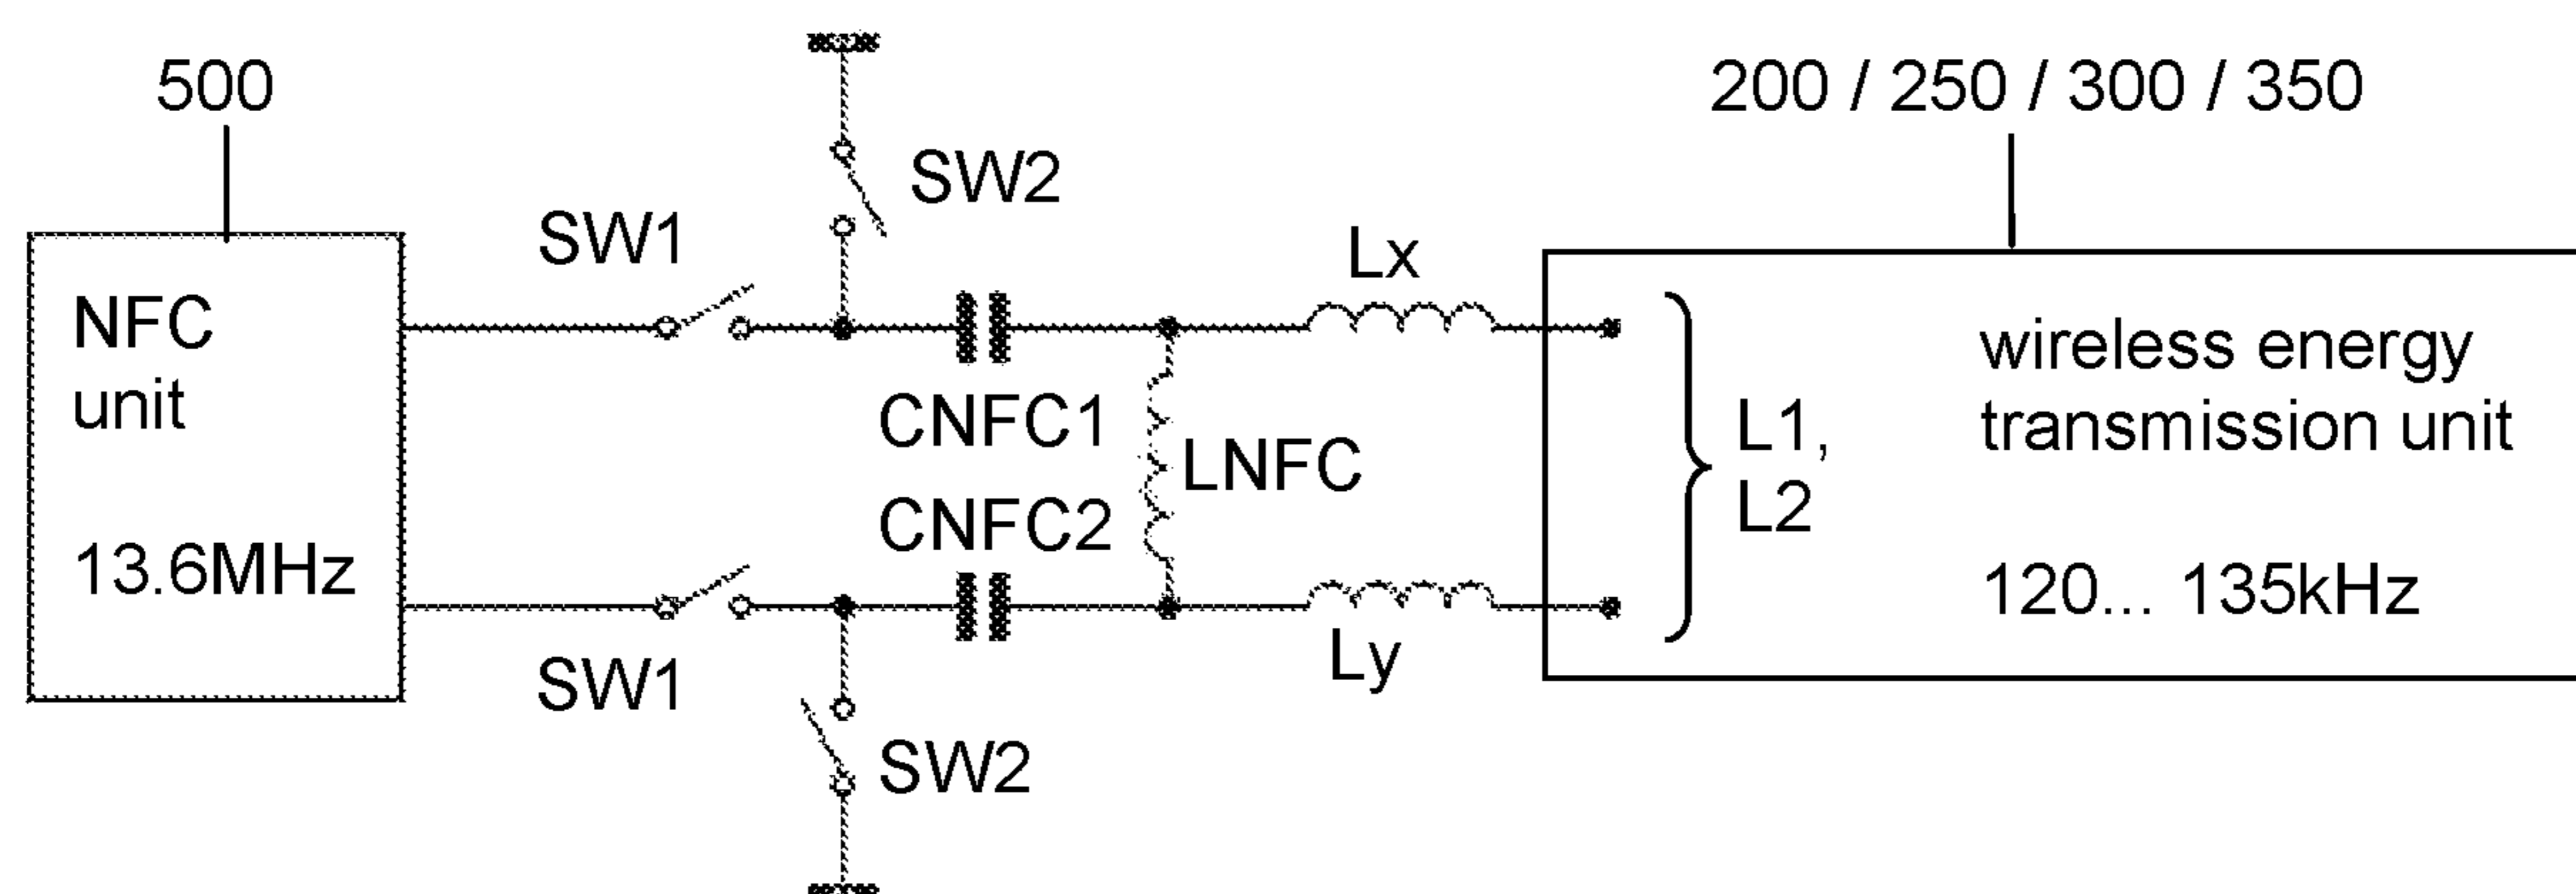 500
200 / 250 / 300 / 350
SW2
SW1
Lx
NFC
unit
13.6MHz
CNFC1
CNFC2
LNFC
L1,
L2
wireless energy
transmission unit
120... 135kHz
SW1
Ly
SW2